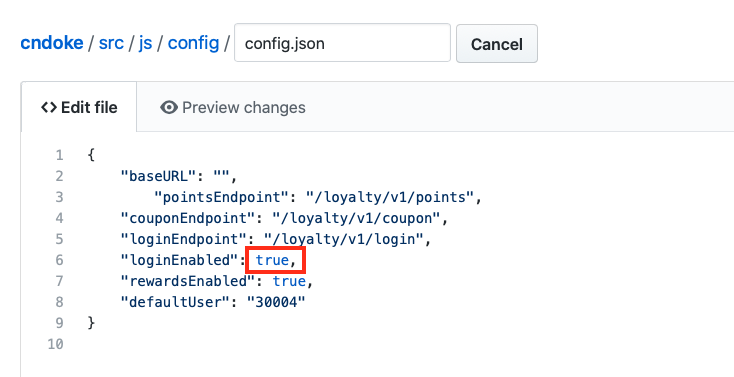 cndoke / src / js / config / config.json Cancel
<> Edit file Preview changes
1 {
2 "baseURL": "",
3 "pointsEndpoint": "/loyalty/v1/points",
4 "couponEndpoint": "/loyalty/v1/coupon",
5 "loginEndpoint": "/loyalty/v1/login",
6 "loginEnabled": true,
7 "rewardsEnabled": true,
8 "defaultUser": "30004"
9 }
10